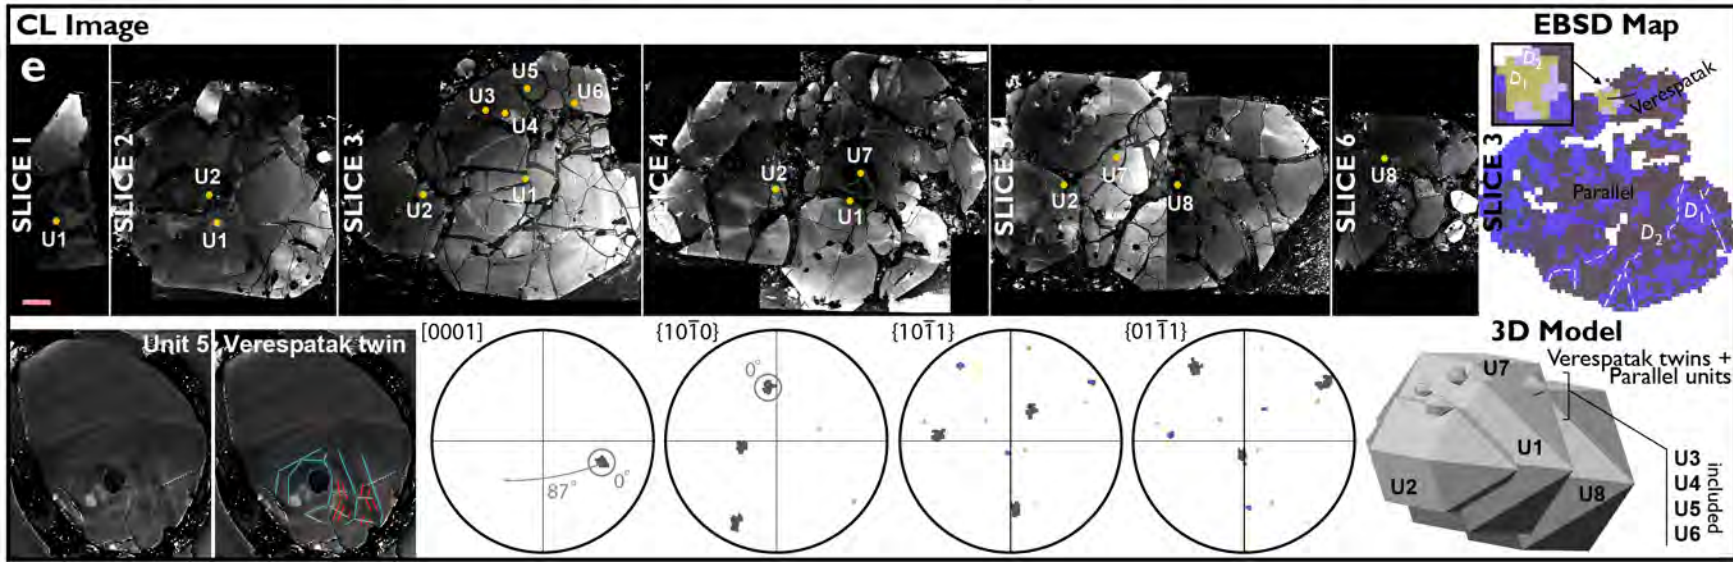 CL Image
EBSD Map
e
SLICE 1
U1
SLICE 2
U2
U1
SLICE 3
U5
U3
U6
U4
U1
U2
SLICE 4
U2
U7
U1
SLICE 5
U7
U2
U8
SLICE 6
U8
SLICE 3
D2
D1
Verespatak
Parallel
D1
D2
Unit 5
Verespatak twin
[0001]
87°
0°
{101̄0}
0°
{101̄1}
{011̄1}
3D Model
Verespatak twins +
Parallel units
U7
U1
U2
U8
U3
U4
U5
U6
included